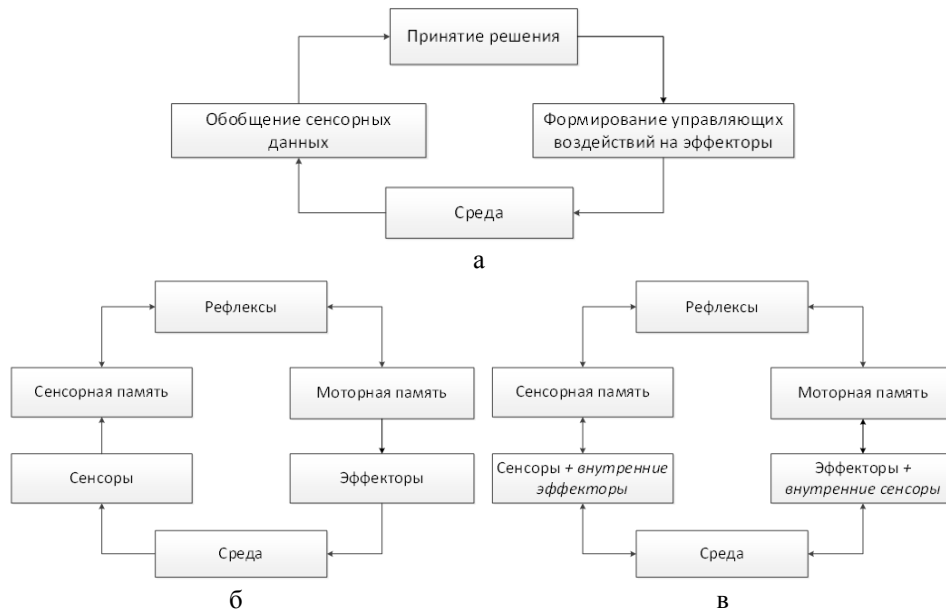 Принятие решения
Обобщение сенсорных
данных
Формирование управляющих
воздействий на эффекторы
Среда
а
Рефлексы
Сенсорная память
Моторная память
Сенсоры
Эффекторы
Среда
б
Рефлексы
Сенсорная память
Моторная память
Сенсоры + внутренние
эффекторы
Эффекторы +
внутренние сенсоры
Среда
в